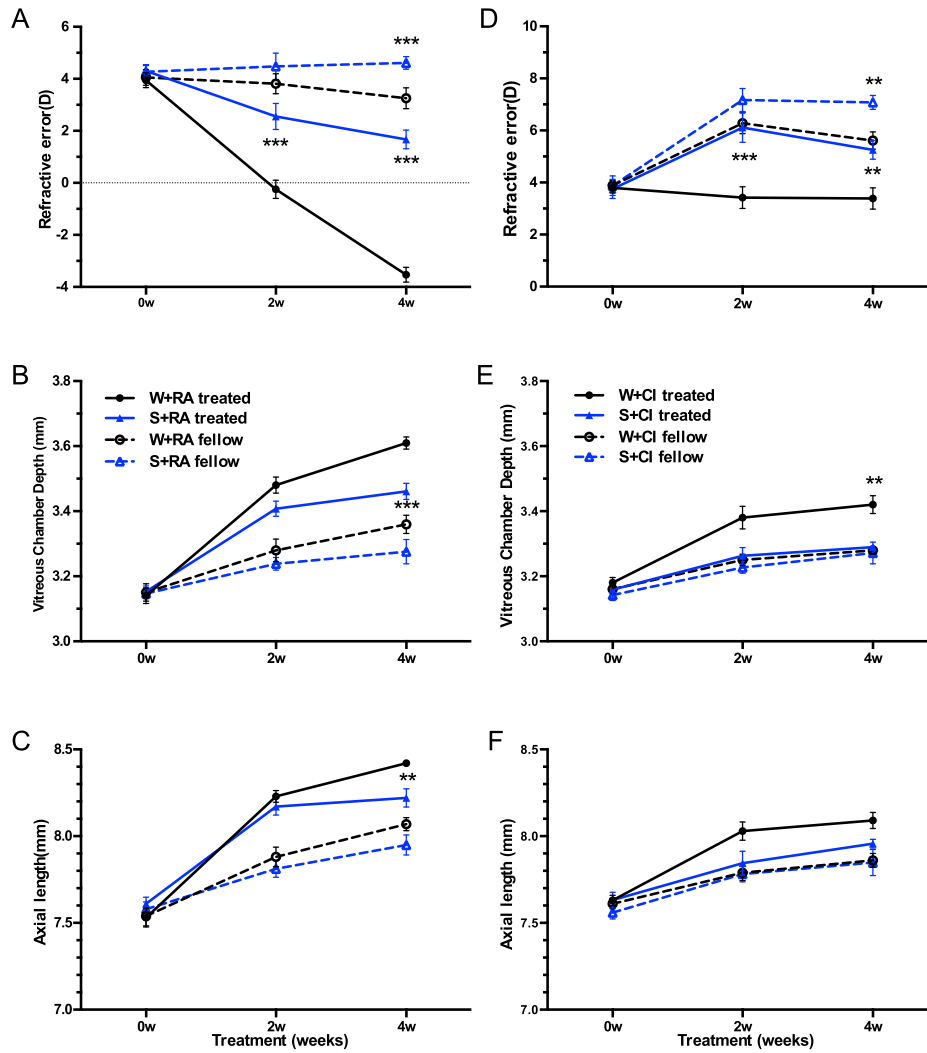 A
Refractive error(D)
6
4
2
0
-2
-4
***
***
***
0w
2w
4w
D
Refractive error(D)
10
8
6
4
2
0
**
***
**
0w
2w
4w
B
Vitreous Chamber Depth (mm)
3.8
3.6
3.4
3.2
3.0
W+RA treated
S+RA treated
W+RA fellow
S+RA fellow
***
0w
2w
4w
E
Vitreous Chamber Depth (mm)
3.8
3.6
3.4
3.2
3.0
W+CI treated
S+CI treated
W+CI fellow
S+CI fellow
**
0w
2w
4w
C
Axial length(mm)
8.5
8.0
7.5
7.0
**
0w
2w
4w
Treatment (weeks)
F
Axial length (mm)
8.5
8.0
7.5
7.0
0w
2w
4w
Treatment (weeks)